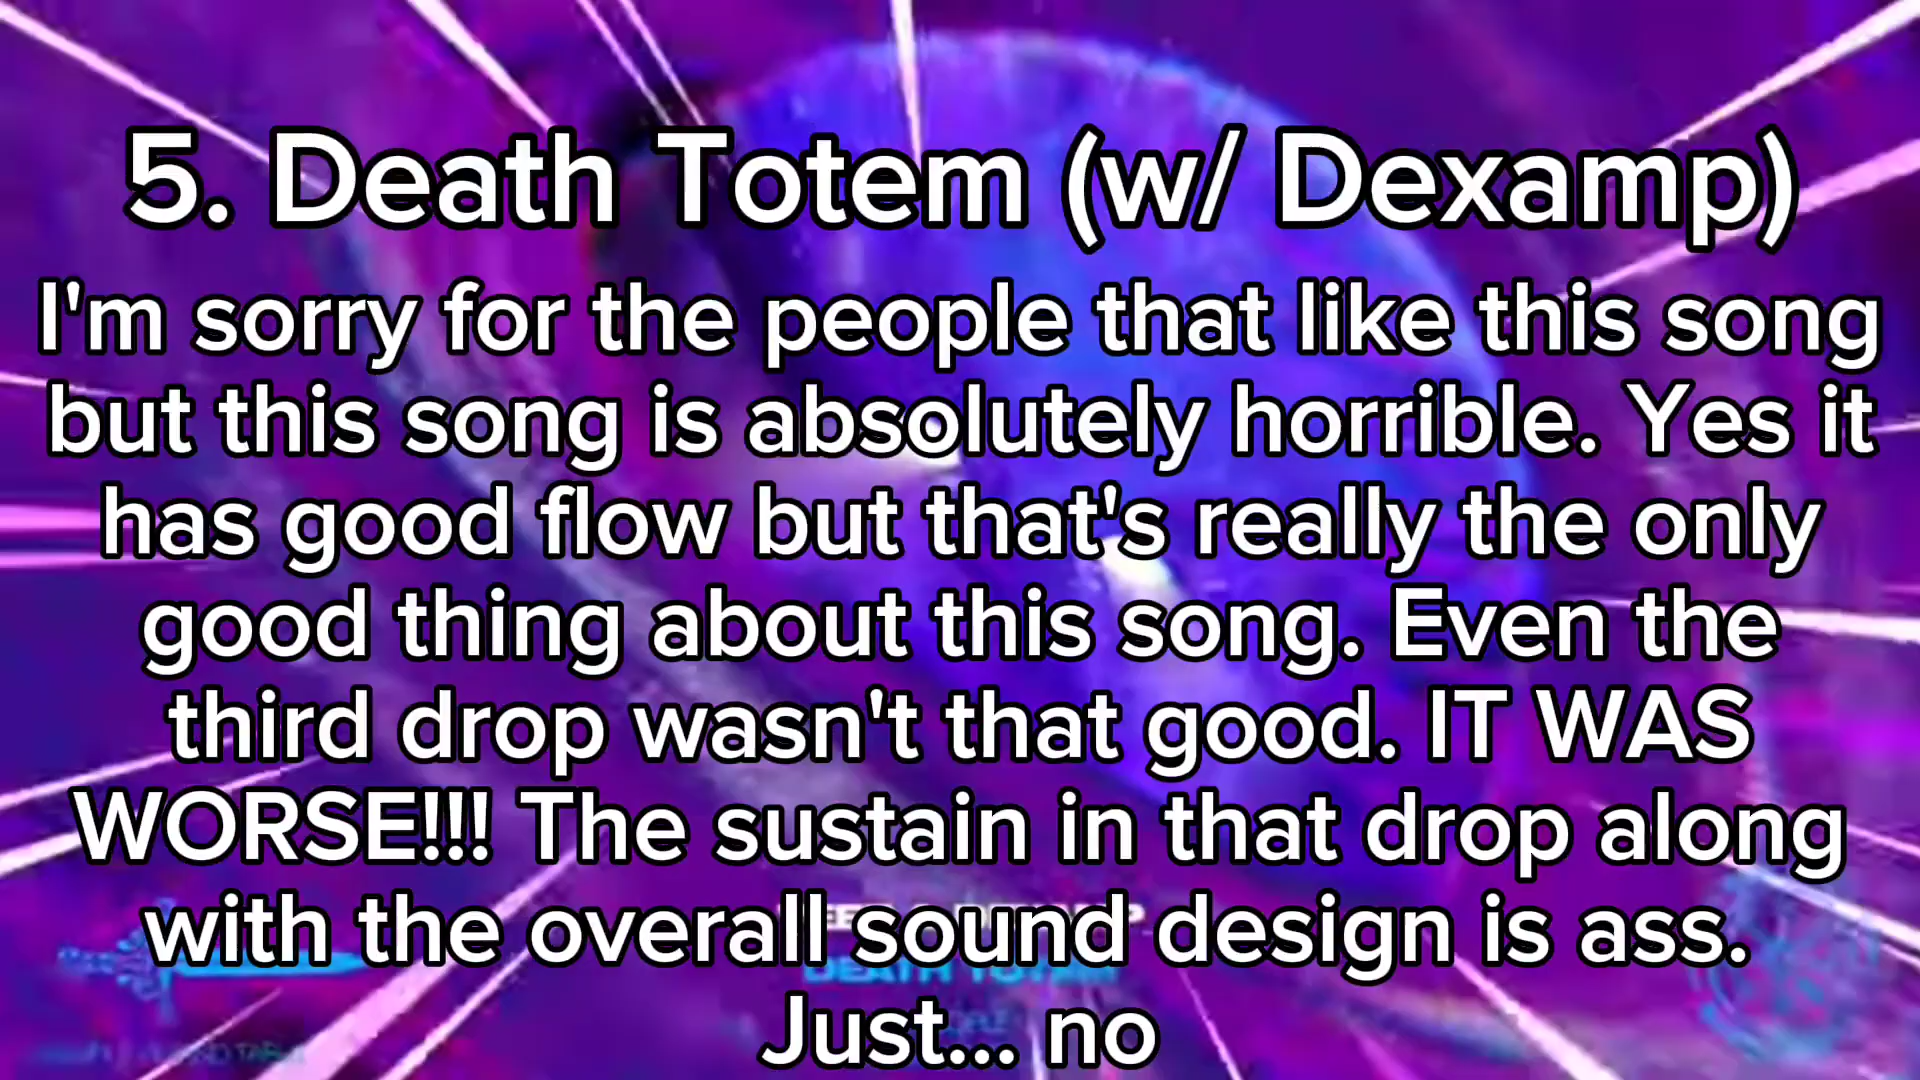 5. Death Totem (w/ Dexamp)
I'm sorry for the people that like this song
but this song is absolutely horrible. Yes it
has good flow but that's really the only
good thing about this song. Even the
third drop wasn't that good. IT WAS
WORSE!!! The sustain in that drop along
with the overall sound design is ass.
DEATH TOTEM
Just... no